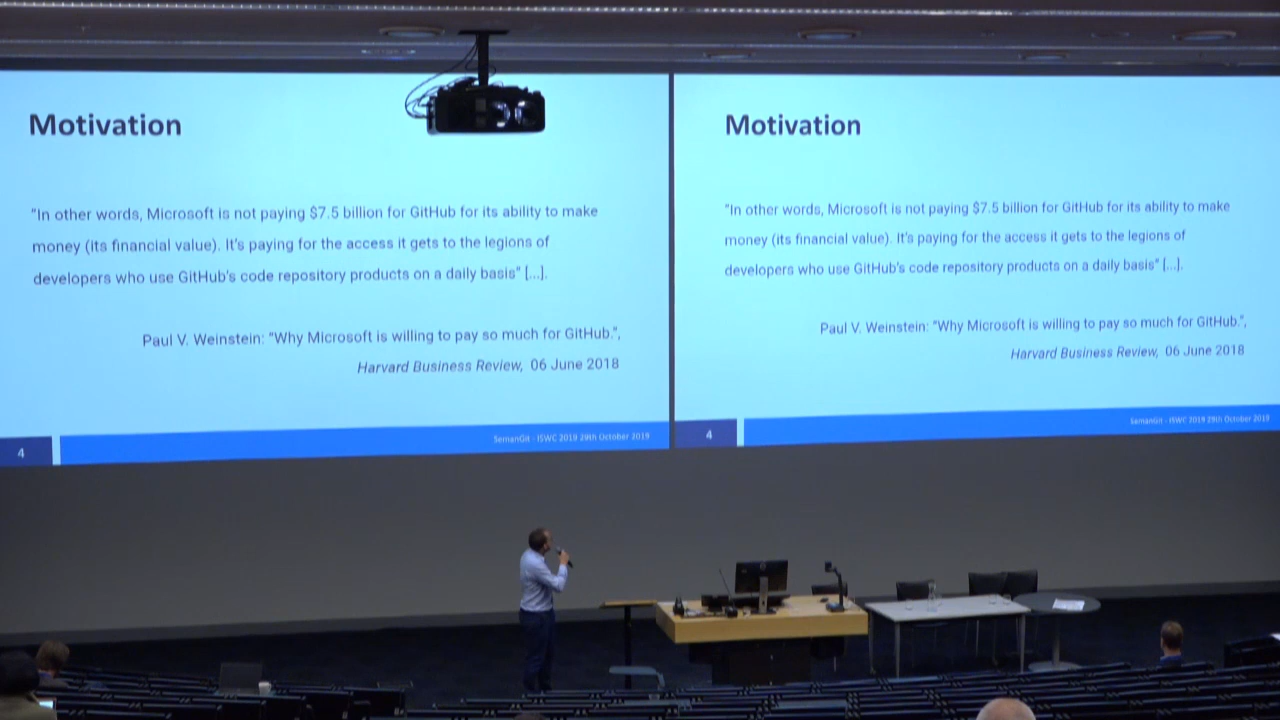 Motivation
"In other words, Microsoft is not paying $7.5 billion for GitHub for its ability to make
money (its financial value). It's paying for the access it gets to the legions of
developers who use GitHub's code repository products on a daily basis" [...].
Paul V. Weinstein: "Why Microsoft is willing to pay so much for GitHub.",
Harvard Business Review, 06 June 2018
4
SemanGit - ISWC 2019 29th October 2019
Motivation
"In other words, Microsoft is not paying $7.5 billion for GitHub for its ability to make
money (its financial value). It's paying for the access it gets to the legions of
developers who use GitHub's code repository products on a daily basis" [...].
Paul V. Weinstein: "Why Microsoft is willing to pay so much for GitHub.",
Harvard Business Review, 06 June 2018
4
SemanGit - ISWC 2019 29th October 2019